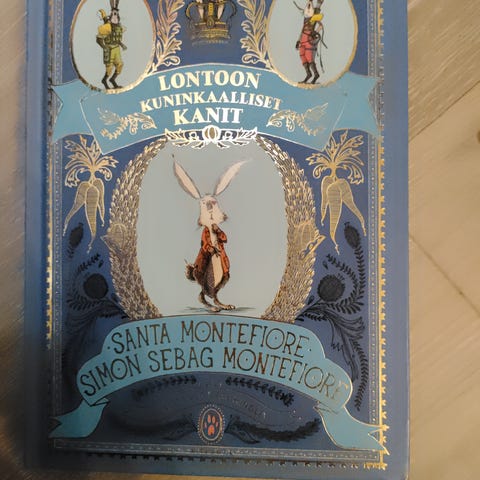 LONTOON
KUNINKAALLISET
KANIT
SANTA MONTEFIORE ·
SIMON SEBAG MONTEFIORE